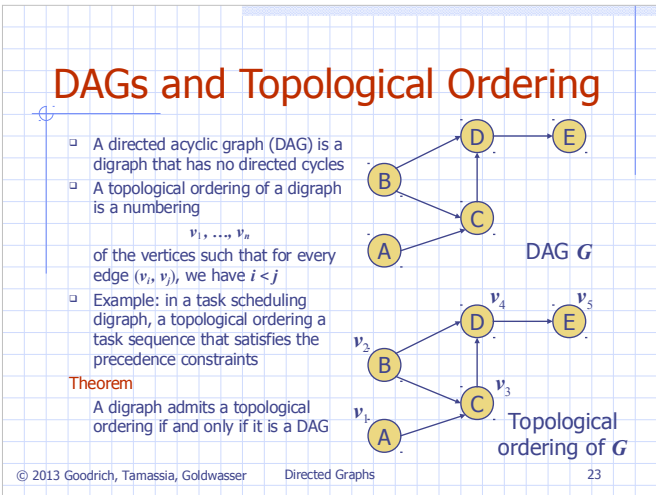 DAGs and Topological Ordering
A directed acyclic graph (DAG) is a
digraph that has no directed cycles
A topological ordering of a digraph
is a numbering
v1, …, vn
of the vertices such that for every
edge (vi, vj), we have i < j
Example: in a task scheduling
digraph, a topological ordering a
task sequence that satisfies the
precedence constraints
Theorem
A digraph admits a topological
ordering if and only if it is a DAG
D
E
B
C
A
DAG G
v4
v5
D
E
v2
B
v3
C
v1
A
Topological
ordering of G
© 2013 Goodrich, Tamassia, Goldwasser
Directed Graphs
23